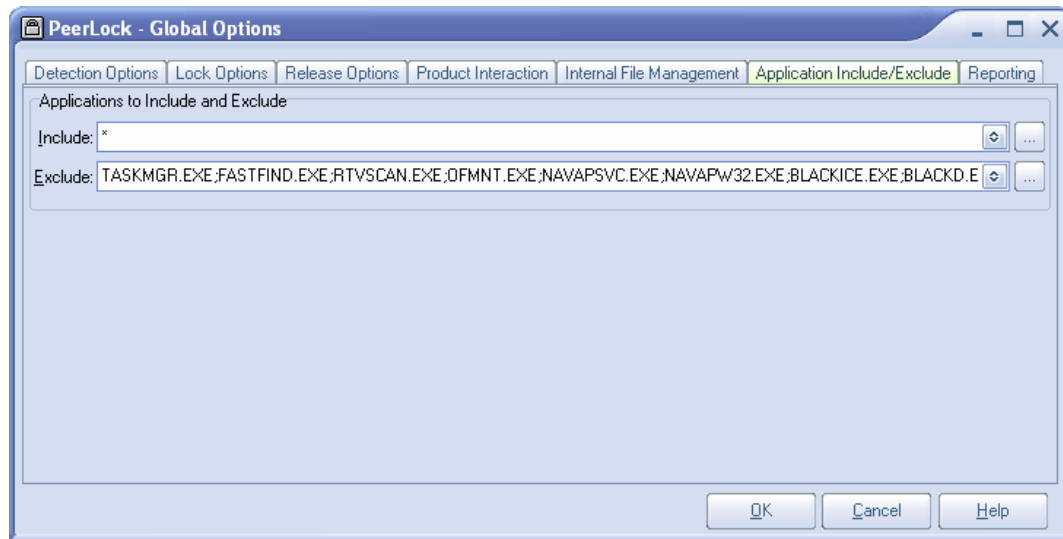 PeerLock - Global Options
Detection Options Lock Options Release Options Product Interaction Internal File Management Application Include/Exclude Reporting
Applications to Include and Exclude
Include: * ...
Exclude: TASKMGR.EXE;FASTFIND.EXE;RTVSCAN.EXE;OFMNT.EXE;NAVAPSVC.EXE;NAVAPW32.EXE;BLACKICE.EXE;BLACKD.E ...
OK Cancel Help